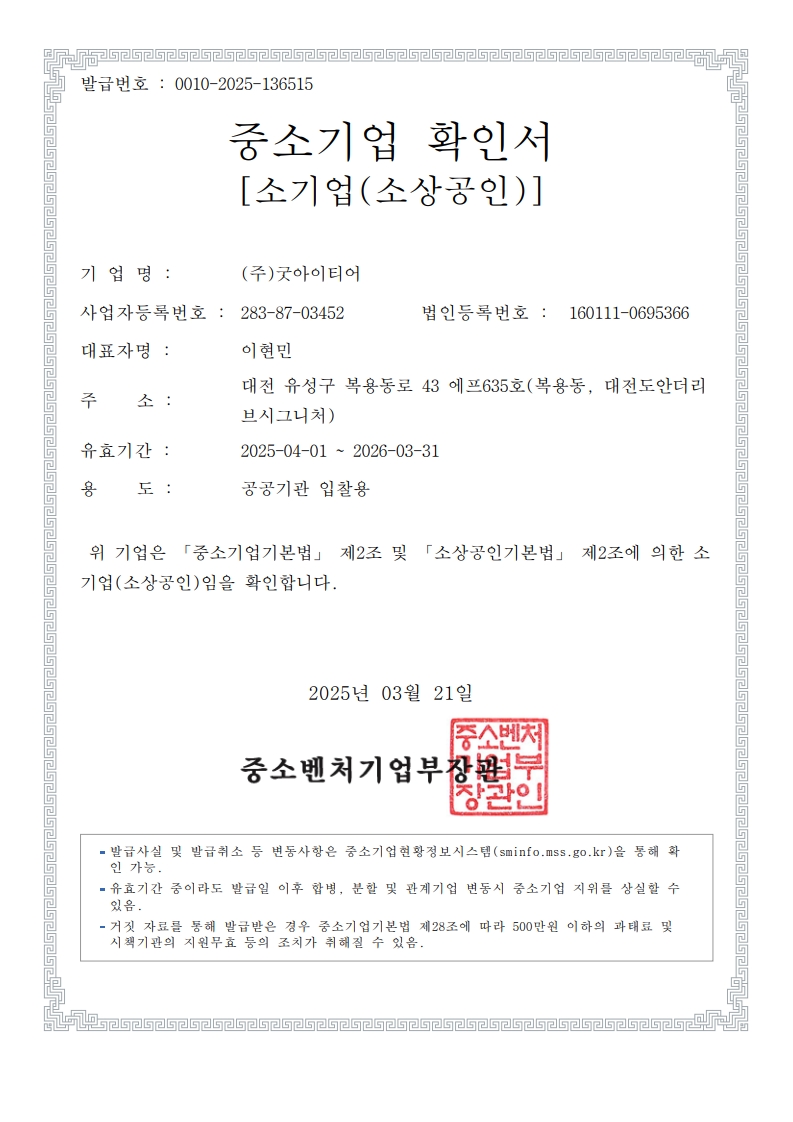 발급번호 : 0010-2025-136515
중소기업 확인서
[소기업(소상공인)]
기 업 명 : (주)굿아이티어
사업자등록번호 : 283-87-03452 법인등록번호 : 160111-0695366
대표자명 : 이현민
주 소 : 대전 유성구 복용동로 43 에프635호(복용동, 대전도안더리
브시그니처)
유효기간 : 2025-04-01 ~ 2026-03-31
용 도 : 공공기관 입찰용
위 기업은 「중소기업기본법」 제2조 및 「소상공인기본법」 제2조에 의한 소
기업(소상공인)임을 확인합니다.
2025년 03월 21일
중소벤처기업부장관
중소벤처
기업부
장관인
- 발급사실 및 발급취소 등 변동사항은 중소기업현황정보시스템(sminfo.mss.go.kr)을 통해 확
인 가능.
- 유효기간 중이라도 발급일 이후 합병, 분할 및 관계기업 변동시 중소기업 지위를 상실할 수
있음.
- 거짓 자료를 통해 발급받은 경우 중소기업기본법 제28조에 따라 500만원 이하의 과태료 및
시책기관의 지원무효 등의 조치가 취해질 수 있음.